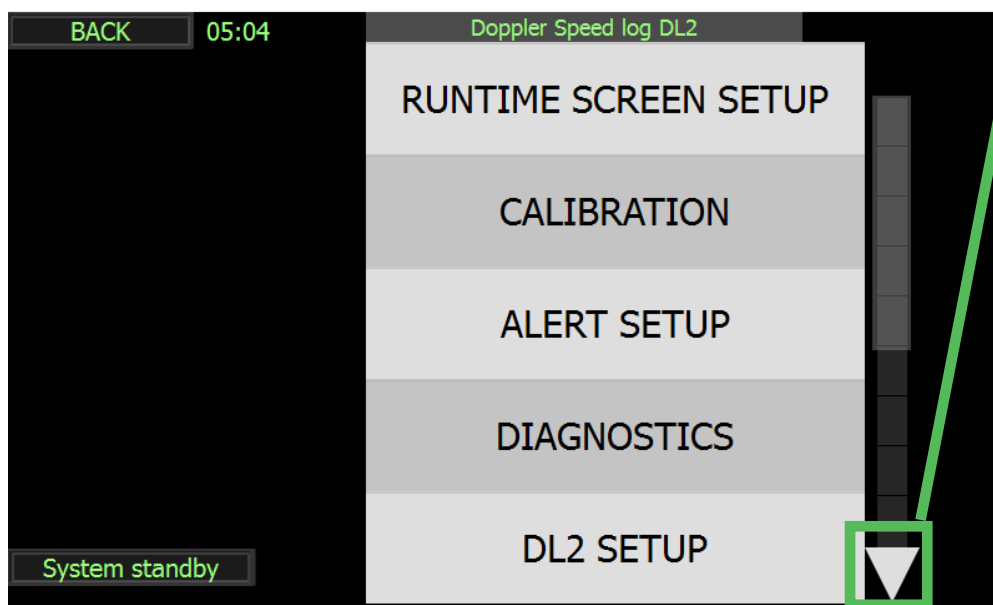 BACK 05:04 Doppler Speed log DL2
RUNTIME SCREEN SETUP
CALIBRATION
ALERT SETUP
DIAGNOSTICS
DL2 SETUP
System standby